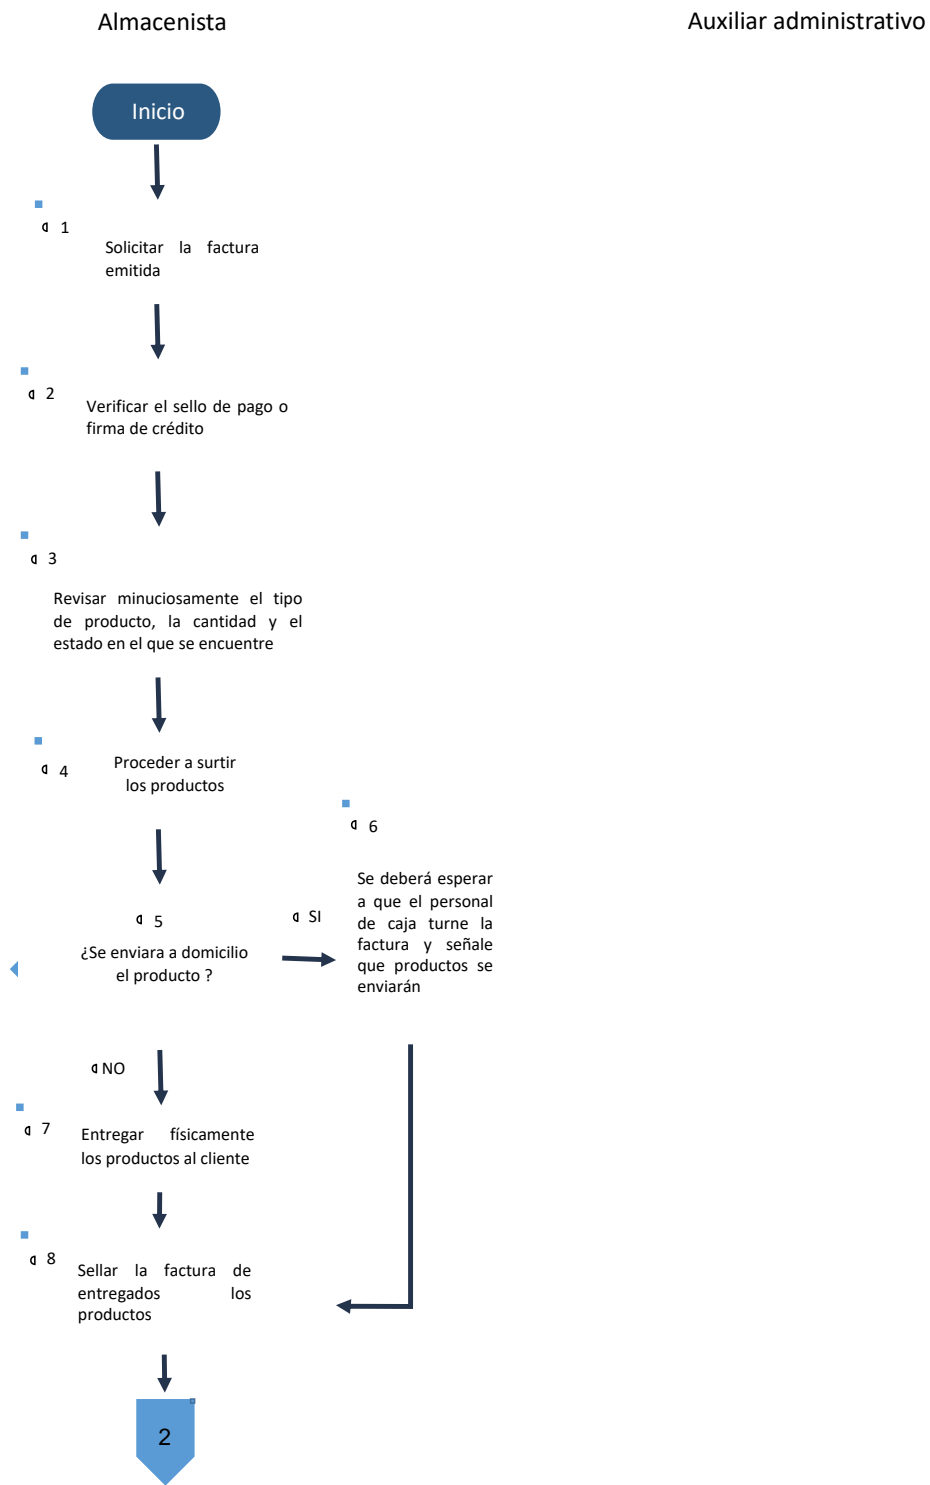 Almacenista
Auxiliar administrativo
Inicio
1
Solicitar la factura
emitida
2
Verificar el sello de pago o
firma de crédito
3
Revisar minuciosamente el tipo
de producto, la cantidad y el
estado en el que se encuentre
4
Proceder a surtir
los productos
5
¿Se enviara a domicilio
el producto ?
SI
6
Se deberá esperar
a que el personal
de caja turne la
factura y señale
que productos se
enviarán
NO
7
Entregar físicamente
los productos al cliente
8
Sellar la factura de
entregados los
productos
2